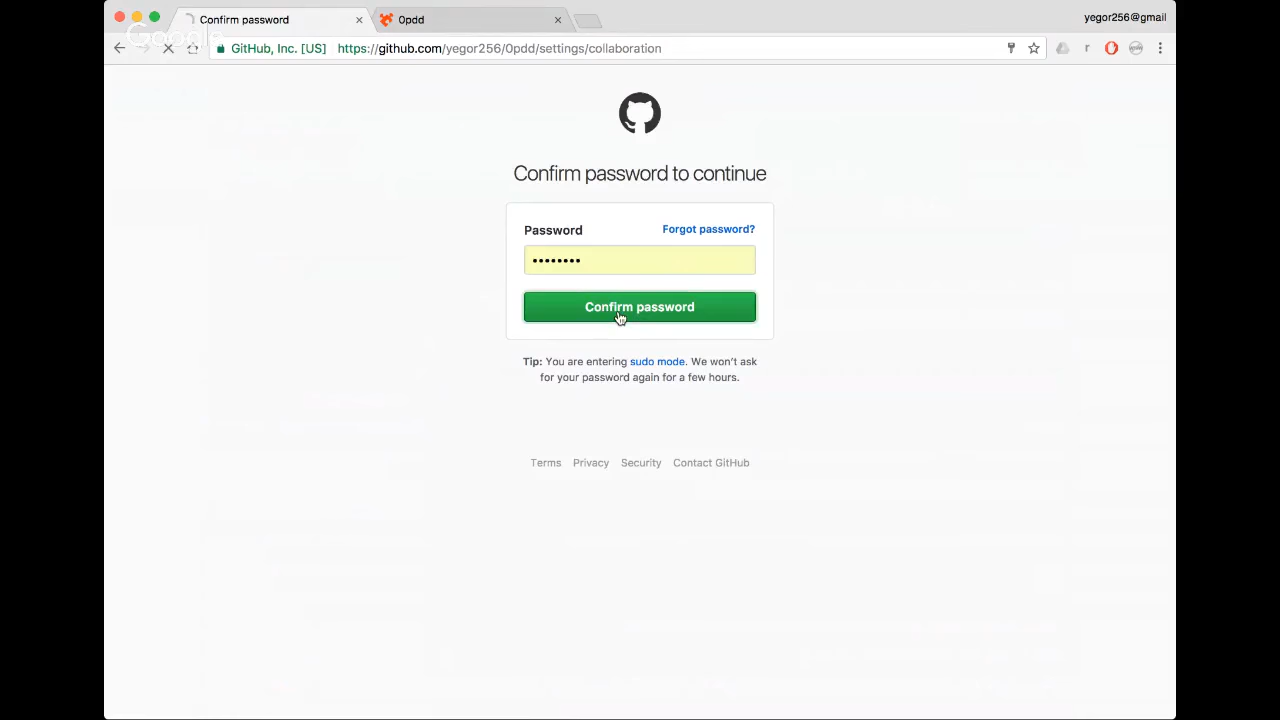 Confirm password
0pdd
yegor256@gmail
Google
GitHub, Inc. [US]
https://github.com/yegor256/0pdd/settings/collaboration
Confirm password to continue
Password
Forgot password?
••••••••
Confirm password
Tip: You are entering sudo mode. We won't ask
for your password again for a few hours.
Terms Privacy Security Contact GitHub